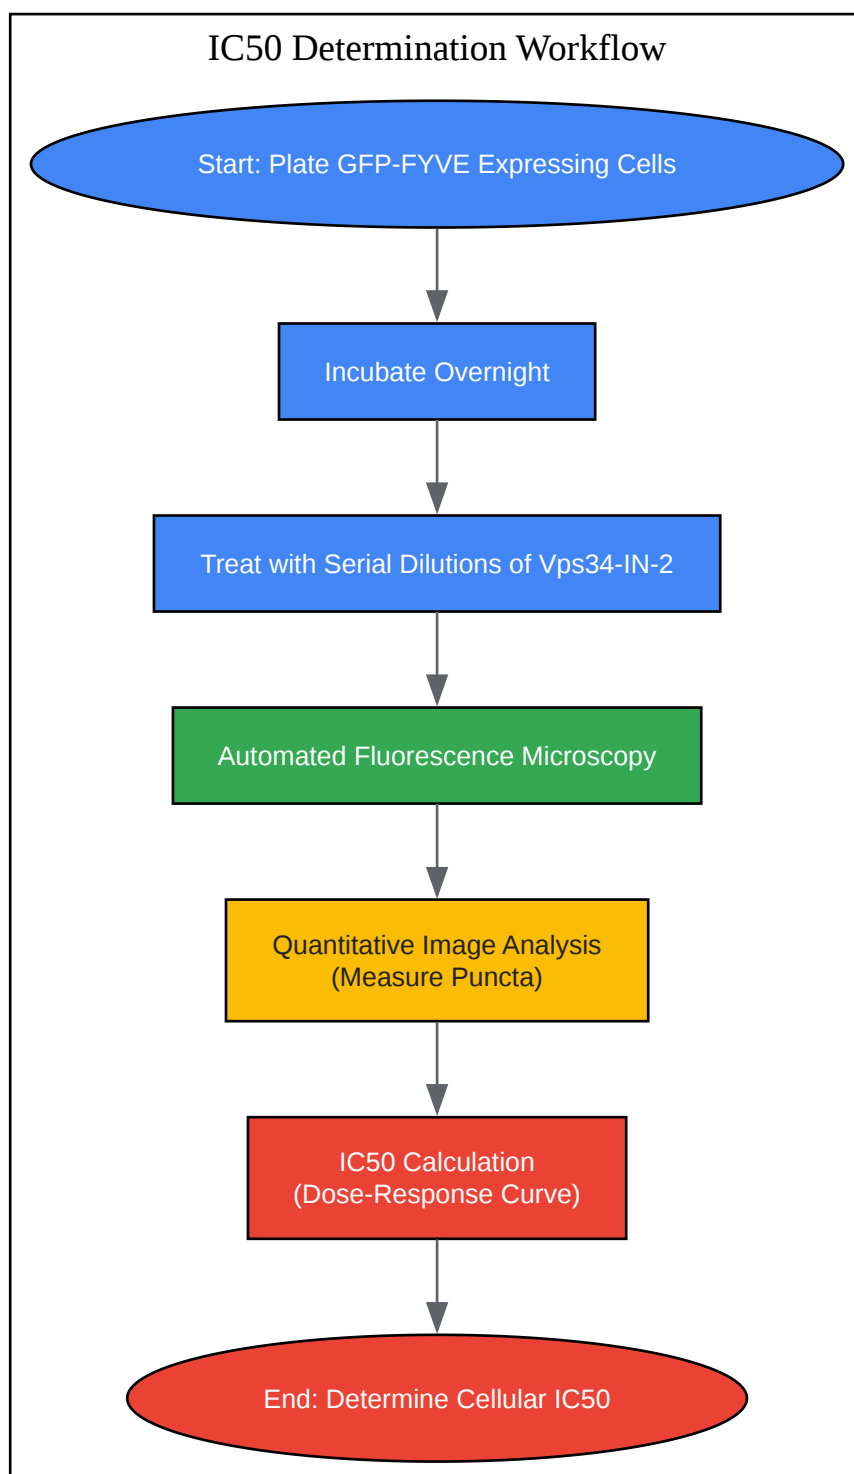 IC50 Determination Workflow
Start: Plate GFP-FYVE Expressing Cells
Incubate Overnight
Treat with Serial Dilutions of Vps34-IN-2
Automated Fluorescence Microscopy
Quantitative Image Analysis
(Measure Puncta)
IC50 Calculation
(Dose-Response Curve)
End: Determine Cellular IC50